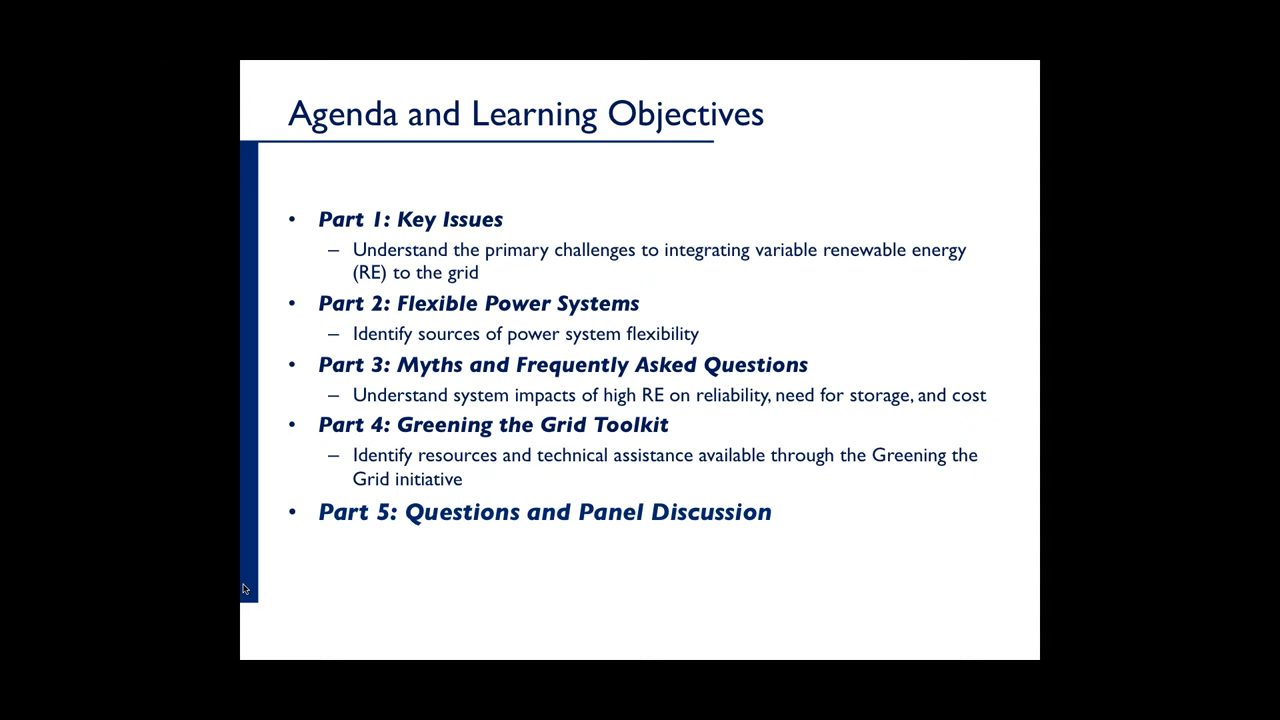 Agenda and Learning Objectives
• Part 1: Key Issues
– Understand the primary challenges to integrating variable renewable energy
(RE) to the grid
• Part 2: Flexible Power Systems
– Identify sources of power system flexibility
• Part 3: Myths and Frequently Asked Questions
– Understand system impacts of high RE on reliability, need for storage, and cost
• Part 4: Greening the Grid Toolkit
– Identify resources and technical assistance available through the Greening the
Grid initiative
• Part 5: Questions and Panel Discussion